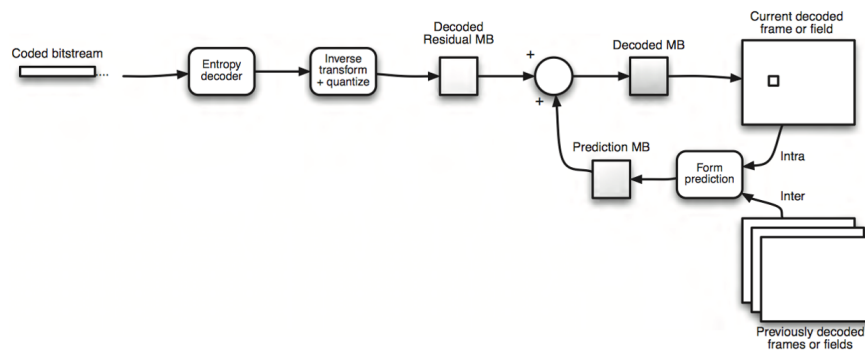 Coded bitstream
Entropy
decoder
Inverse
transform
+ quantize
Decoded
Residual MB
+
+
Decoded MB
Current decoded
frame or field
Prediction MB
Form
prediction
Intra
Inter
Previously decoded
frames or fields